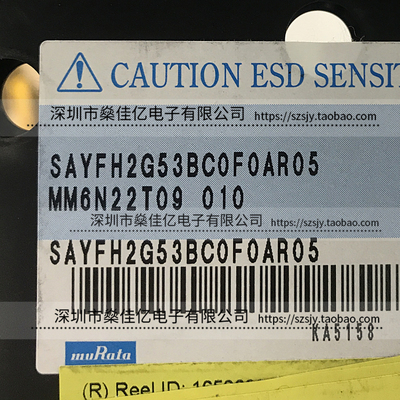 CAUTION ESD SENSIT
深圳市燊佳亿电子有限公司 https://szsjy.taobao.com
SAYFH2G53BC0F0AR05
MM6N22T09 010
深圳市燊佳亿电子有限公司 https://szsjy.taobao.com
SAYFH2G53BC0F0AR05
深圳市燊佳亿电子有限公司 https://szsjy.taobao.com
KA5158
muRata
(R) Reel ID: